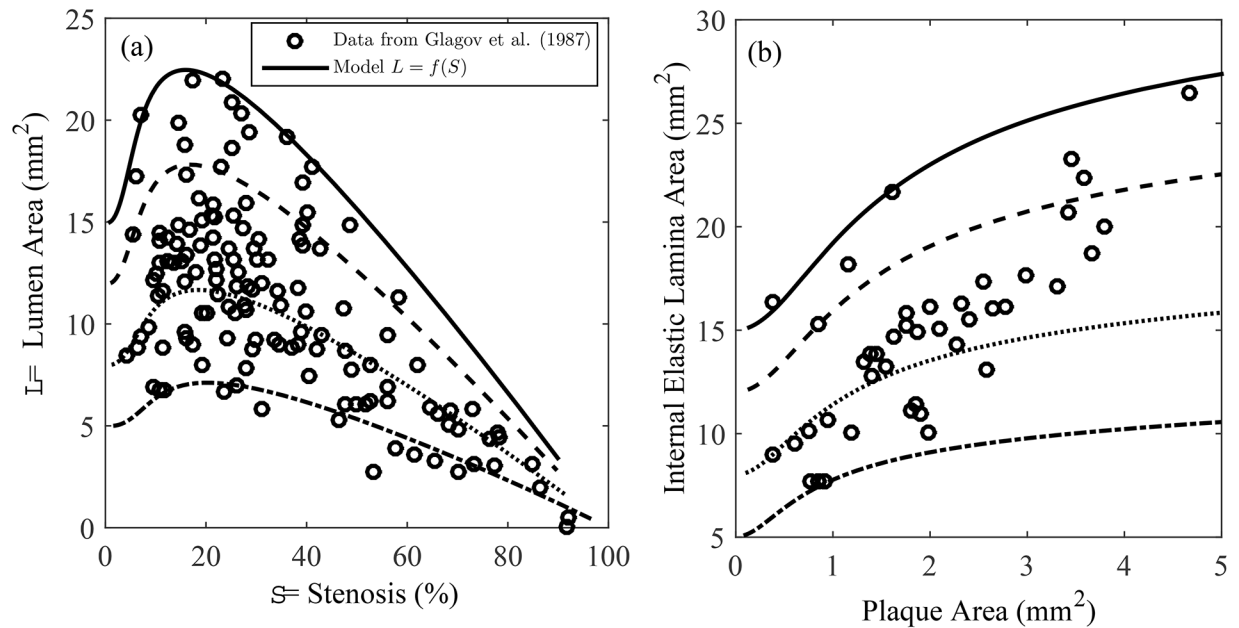 (a)
Data from Glagov et al. (1987)
Model L = f(S)
25
20
15
10
5
0
L= Lumen Area (mm²)
0 20 40 60 80 100
S= Stenosis (%)
(b)
30
25
20
15
10
5
Internal Elastic Lamina Area (mm²)
0 1 2 3 4 5
Plaque Area (mm²)